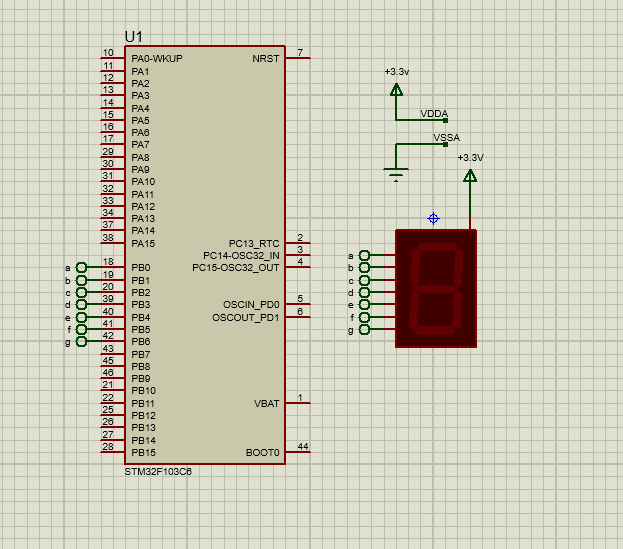 U1
10 PA0-WKUP NRST 7
11 PA1
12 PA2
13 PA3
14 PA4
15 PA5
16 PA6
17 PA7
29 PA8
30 PA9
31 PA10
32 PA11
33 PA12
34 PA13
37 PA14
38 PA15
PC13_RTC 2
PC14-OSC32_IN 3
PC15-OSC32_OUT 4
a 18 PB0
b 19 PB1
c 20 PB2
d 39 PB3
e 40 PB4
f 41 PB5
g 42 PB6
43 PB7
45 PB8
46 PB9
21 PB10
22 PB11
25 PB12
26 PB13
27 PB14
28 PB15
OSCIN_PD0 5
OSCOUT_PD1 6
VBAT 1
BOOT0 44
STM32F103C6
+3.3v
VDDA
VSSA
+3.3V
a
b
c
d
e
f
g